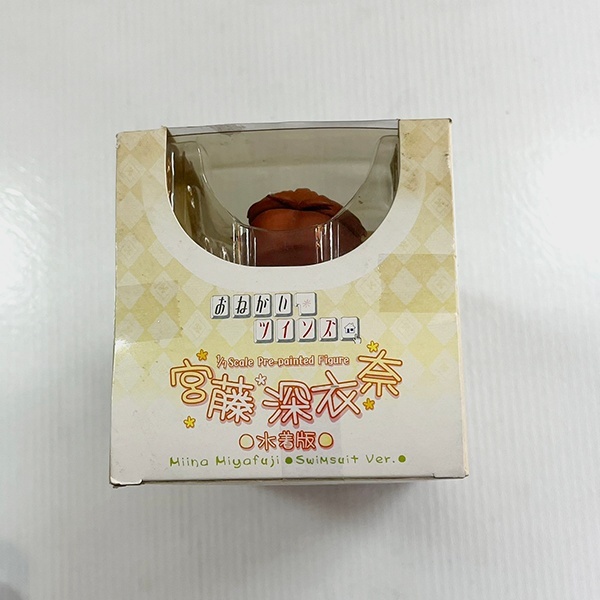 おねがい
ツインズ
1/7 Scale Pre-painted Figure
宮藤 深衣奈
●水着版●
Miina Miyafuji ●Swimsuit Ver.●